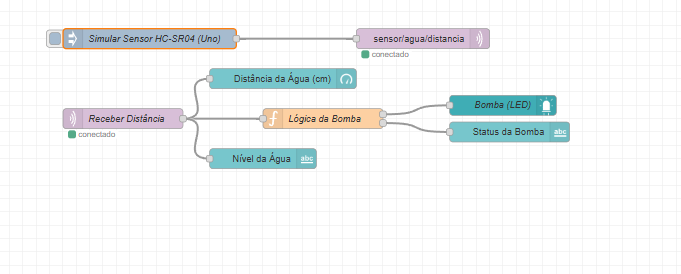 Simular Sensor HC-SR04 (Uno)
sensor/agua/distancia
conectado
Distância da Água (cm)
Receber Distância
conectado
Lógica da Bomba
Bomba (LED)
Status da Bomba
abc
Nível da Água
abc